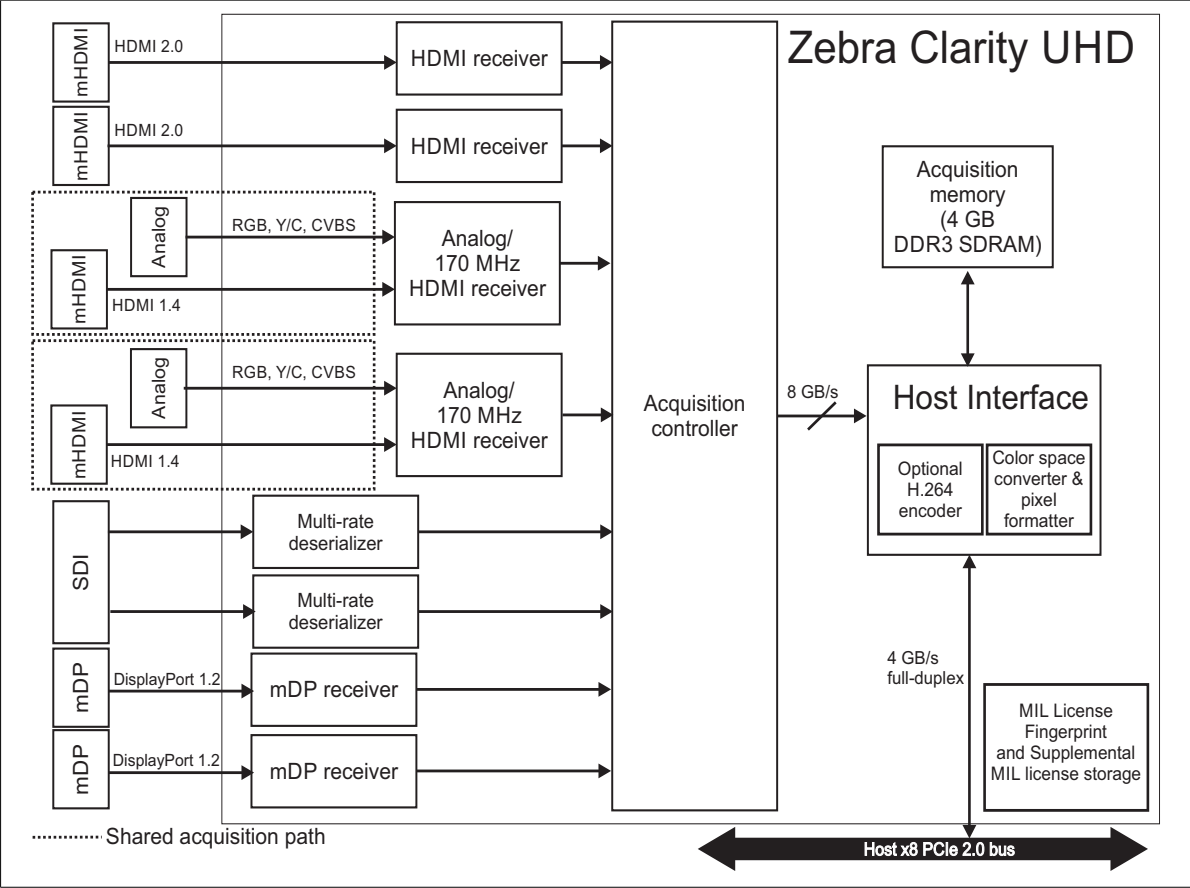 Zebra Clarity UHD
mHDMI
HDMI 2.0
HDMI receiver
mHDMI
HDMI 2.0
HDMI receiver
Analog
RGB, Y/C, CVBS
mHDMI
HDMI 1.4
Analog/
170 MHz
HDMI receiver
Analog
RGB, Y/C, CVBS
mHDMI
HDMI 1.4
Analog/
170 MHz
HDMI receiver
SDI
Multi-rate
deserializer
Multi-rate
deserializer
mDP
DisplayPort 1.2
mDP receiver
mDP
DisplayPort 1.2
mDP receiver
Acquisition
controller
8 GB/s
Acquisition
memory
(4 GB
DDR3 SDRAM)
Host Interface
Optional
H.264
encoder
Color space
converter &
pixel
formatter
4 GB/s
full-duplex
MIL License
Fingerprint
and Supplemental
MIL license storage
Shared acquisition path
Host x8 PCIe 2.0 bus